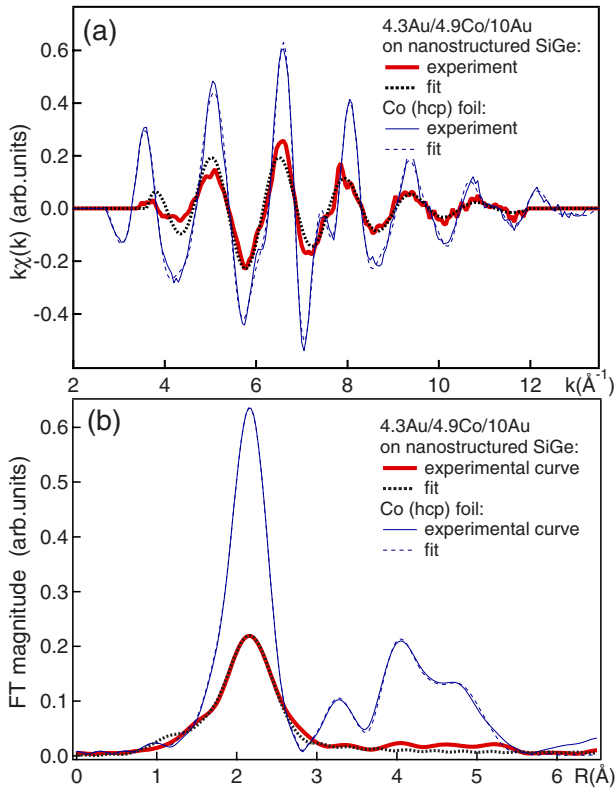 (a)
4.3Au/4.9Co/10Au
on nanostructured SiGe:
experiment
fit
Co (hcp) foil:
experiment
fit
kχ(k) (arb.units)
0.6
0.4
0.2
0.0
-0.2
-0.4
2 4 6 8 10 12 k(Å⁻¹)
(b)
4.3Au/4.9Co/10Au
on nanostructured SiGe:
experimental curve
fit
Co (hcp) foil:
experimental curve
fit
FT magnitude (arb.units)
0.6
0.5
0.4
0.3
0.2
0.1
0.0
0 1 2 3 4 5 6 R(Å)